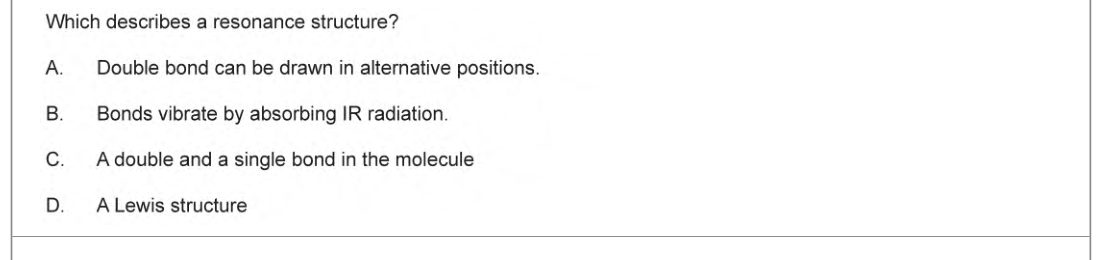 Which describes a resonance structure?
A. Double bond can be drawn in alternative positions.
B. Bonds vibrate by absorbing IR radiation.
C. A double and a single bond in the molecule
D. A Lewis structure